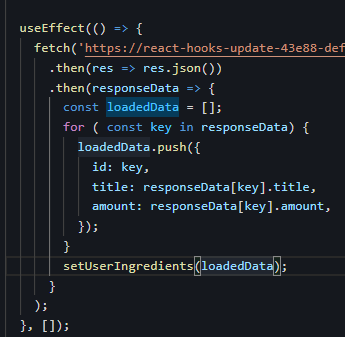 useEffect(() => {
fetch('https://react-hooks-update-43e88-def
.then(res => res.json())
.then(responseData => {
const loadedData = [];
for ( const key in responseData) {
loadedData.push({
id: key,
title: responseData[key].title,
amount: responseData[key].amount,
});
}
setUserIngredients(loadedData);
}
);
}, []);